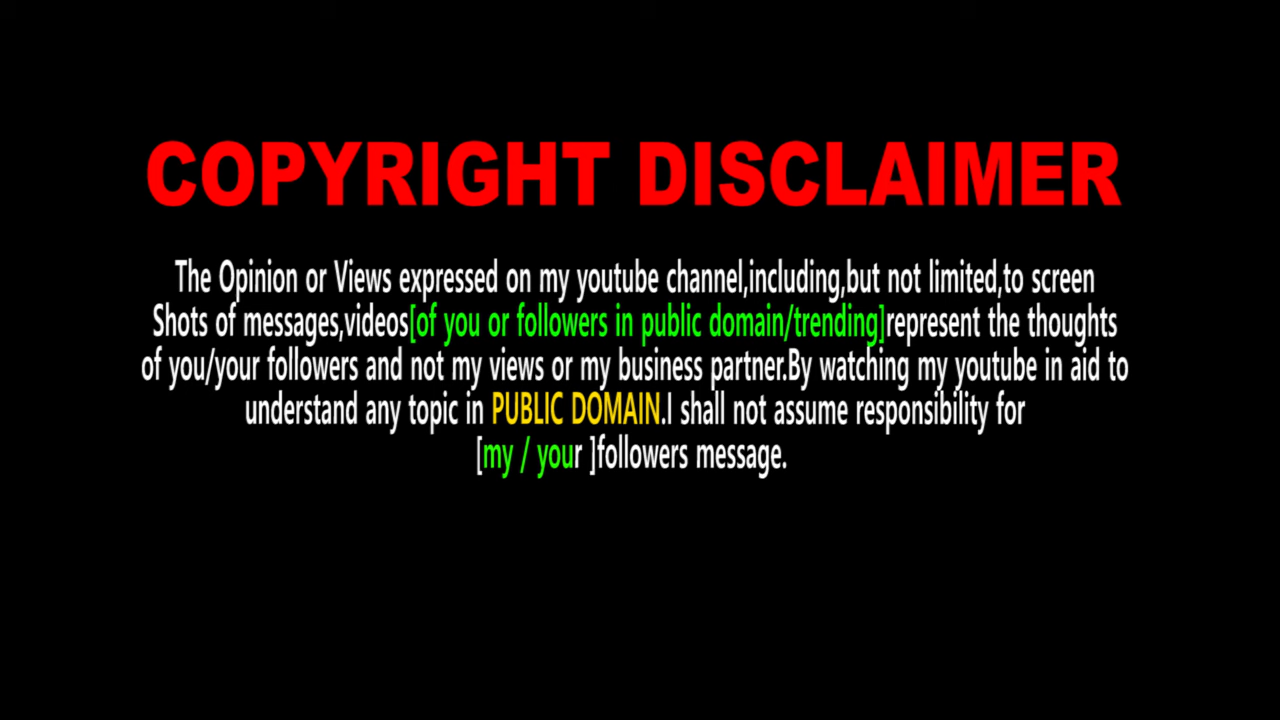 COPYRIGHT DISCLAIMER
The Opinion or Views expressed on my youtube channel,including,but not limited,to screen
Shots of messages,videos[of you or followers in public domain/trending]represent the thoughts
of you/your followers and not my views or my business partner.By watching my youtube in aid to
understand any topic in PUBLIC DOMAIN.I shall not assume responsibility for
[my / your ]followers message.